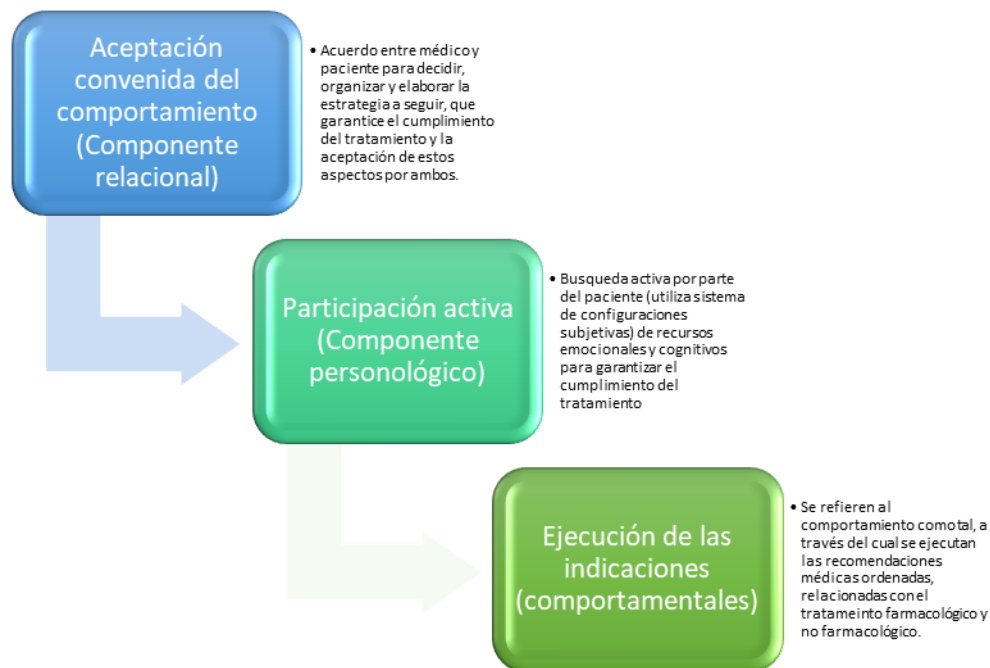 Aceptación
convenida del
comportamiento
(Componente
relacional)
• Acuerdo entre médico y
paciente para decidir,
organizar y elaborar la
estrategia a seguir, que
garantice el cumplimiento
del tratamiento y la
aceptación de estos
aspectos por ambos.
Participación activa
(Componente
personológico)
• Busqueda activa por parte
del paciente (utiliza sistema
de configuraciones
subjetivas) de recursos
emocionales y cognitivos
para garantizar el
cumplimiento del
tratamiento
Ejecución de las
indicaciones
(comportamentales)
• Se refieren al
comportamiento como tal, a
través del cual se ejecutan
las recomendaciones
médicas ordenadas,
relacionadas con el
tratameinto farmacológico y
no farmacológico.